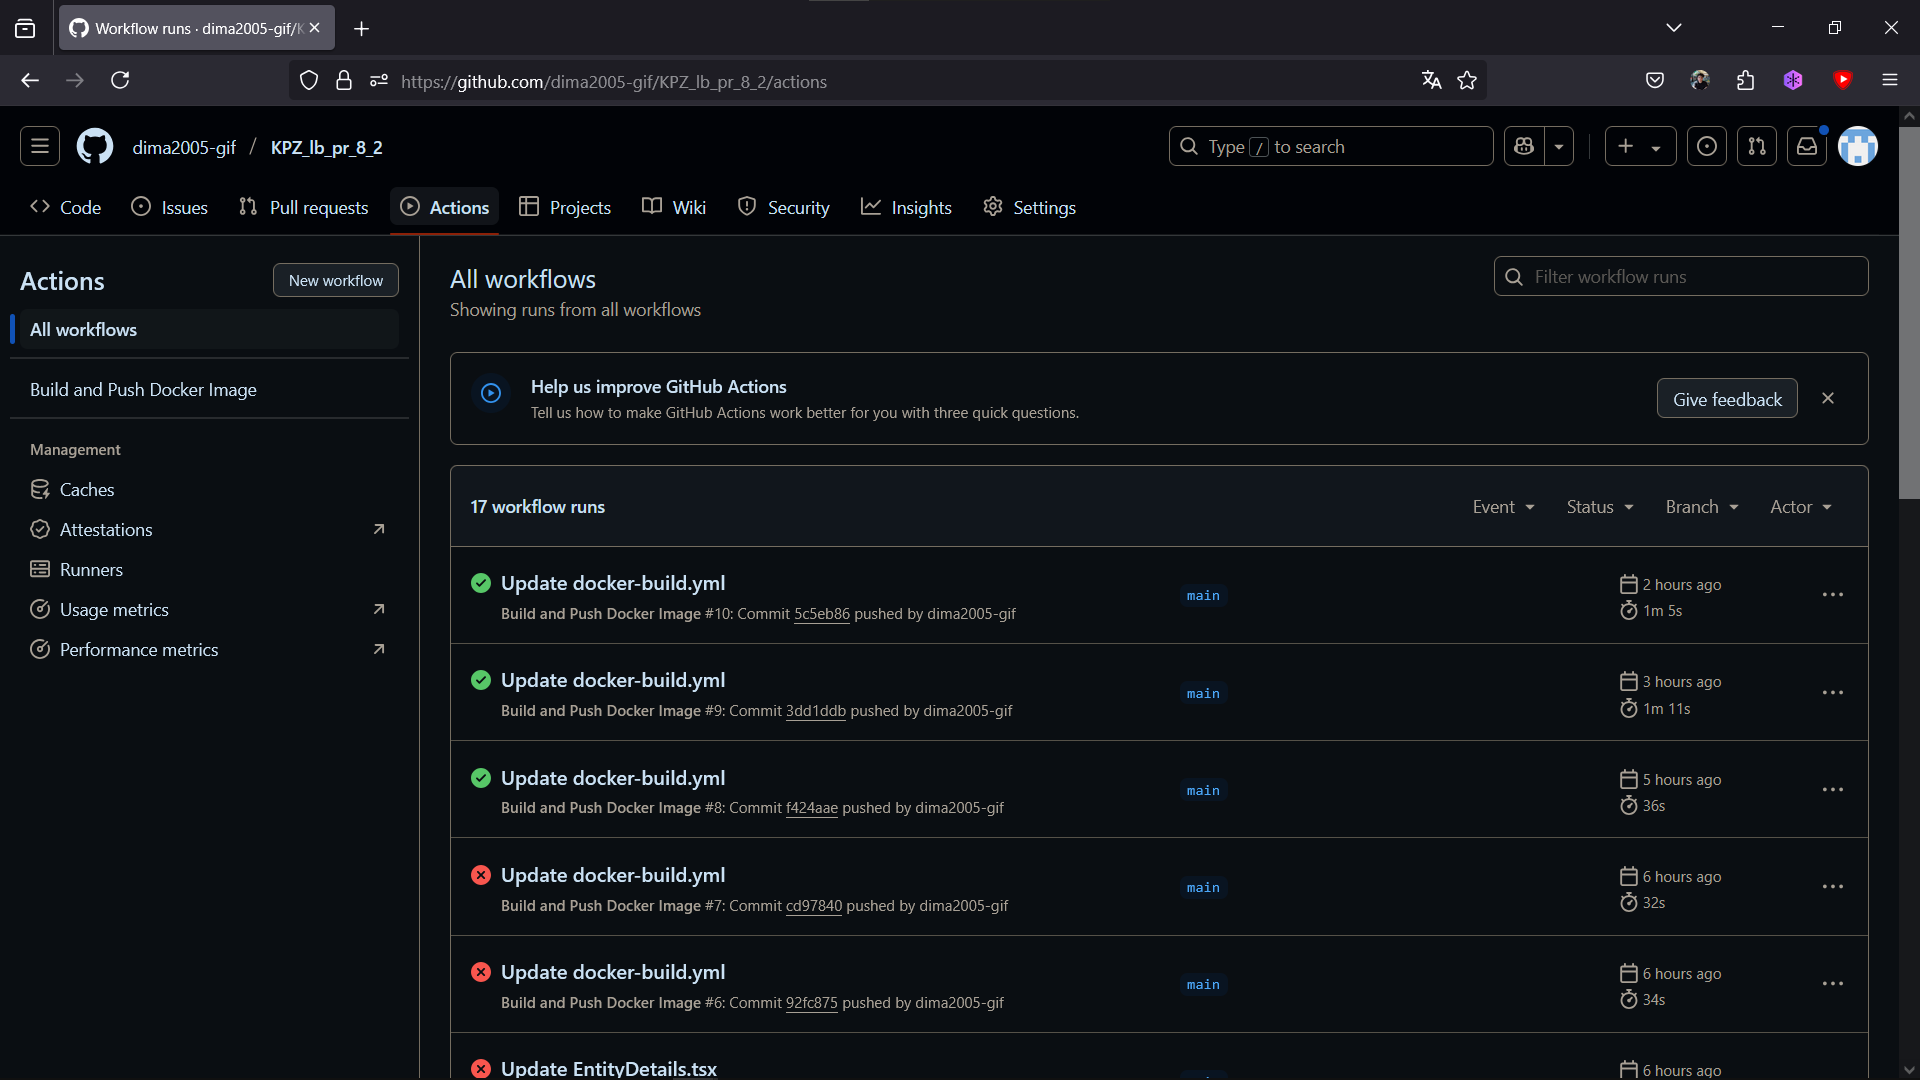 Workflow runs · dima2005-gif/K
https://github.com/dima2005-gif/KPZ_lb_pr_8_2/actions
dima2005-gif / KPZ_lb_pr_8_2
Type / to search
Code
Issues
Pull requests
Actions
Projects
Wiki
Security
Insights
Settings
Actions
New workflow
All workflows
Build and Push Docker Image
Management
Caches
Attestations
Runners
Usage metrics
Performance metrics
All workflows
Showing runs from all workflows
Filter workflow runs
Help us improve GitHub Actions
Tell us how to make GitHub Actions work better for you with three quick questions.
Give feedback
17 workflow runs
Event
Status
Branch
Actor
Update docker-build.yml
Build and Push Docker Image #10: Commit 5c5eb86 pushed by dima2005-gif
main
2 hours ago
1m 5s
Update docker-build.yml
Build and Push Docker Image #9: Commit 3dd1ddb pushed by dima2005-gif
main
3 hours ago
1m 11s
Update docker-build.yml
Build and Push Docker Image #8: Commit f424aae pushed by dima2005-gif
main
5 hours ago
36s
Update docker-build.yml
Build and Push Docker Image #7: Commit cd97840 pushed by dima2005-gif
main
6 hours ago
32s
Update docker-build.yml
Build and Push Docker Image #6: Commit 92fc875 pushed by dima2005-gif
main
6 hours ago
34s
Update EntityDetails.tsx
6 hours ago